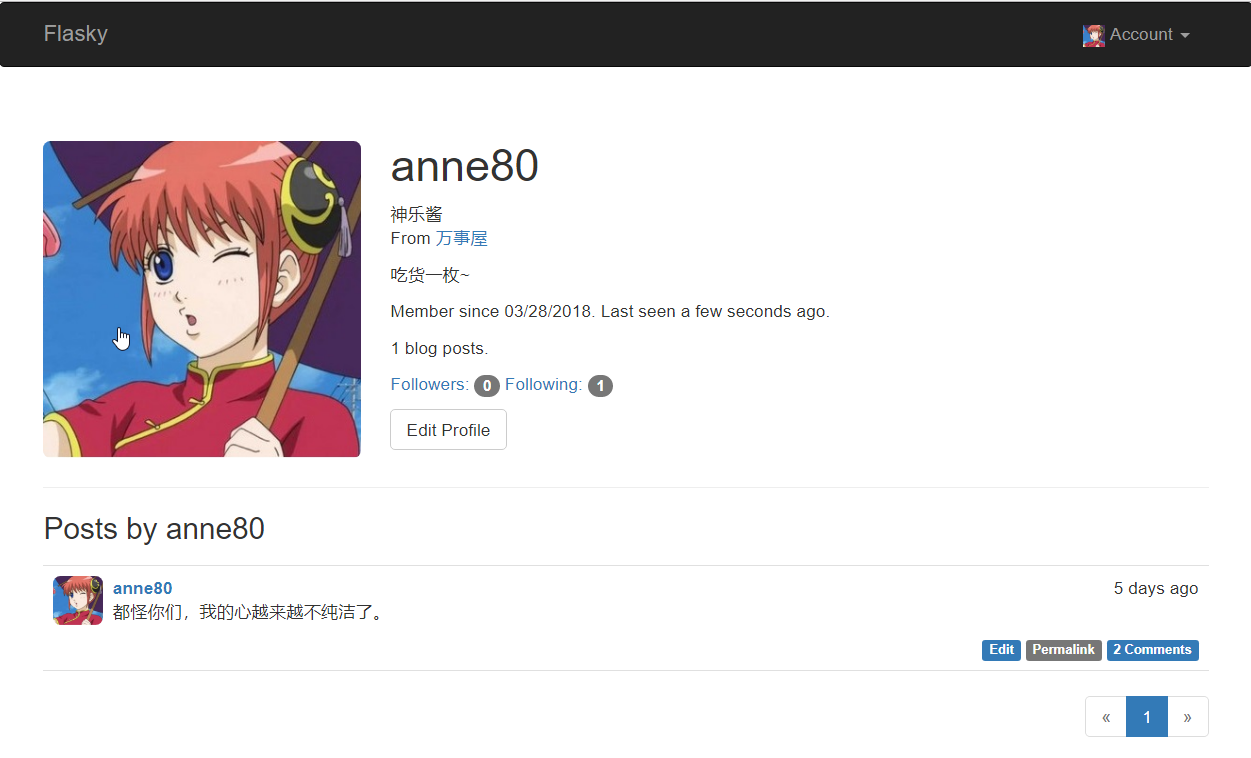 Flasky
Account
anne80
神乐酱
From 万事屋
吃货一枚~
Member since 03/28/2018. Last seen a few seconds ago.
1 blog posts.
Followers: 0 Following: 1
Edit Profile
Posts by anne80
anne80
5 days ago
都怪你们，我的心越来越不纯洁了。
Edit Permalink 2 Comments
« 1 »